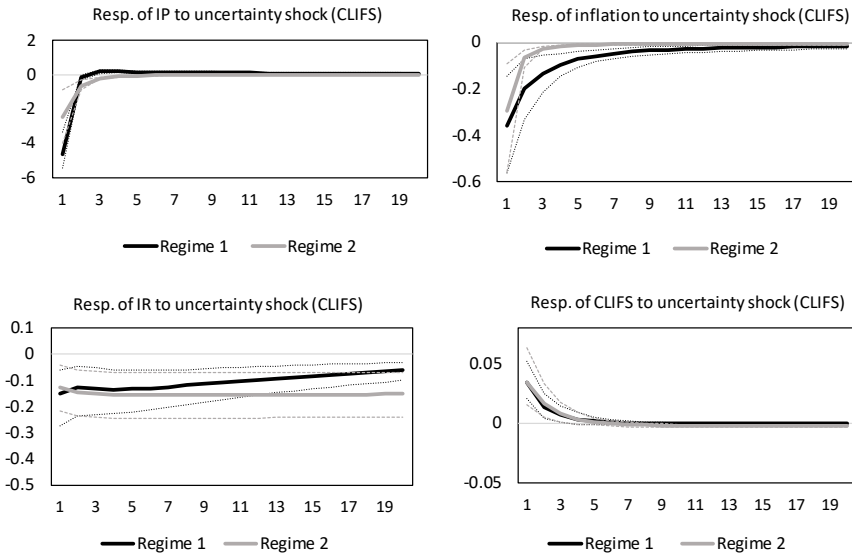 Resp. of IP to uncertainty shock (CLIFS)
2
0
-2
-4
-6
1 3 5 7 9 11 13 15 17 19
Regime 1 Regime 2
Resp. of inflation to uncertainty shock (CLIFS)
0
-0.2
-0.4
-0.6
1 3 5 7 9 11 13 15 17 19
Regime 1 Regime 2
Resp. of IR to uncertainty shock (CLIFS)
0.1
0
-0.1
-0.2
-0.3
-0.4
-0.5
1 3 5 7 9 11 13 15 17 19
Regime 1 Regime 2
Resp. of CLIFS to uncertainty shock (CLIFS)
0.05
0
-0.05
1 3 5 7 9 11 13 15 17 19
Regime 1 Regime 2